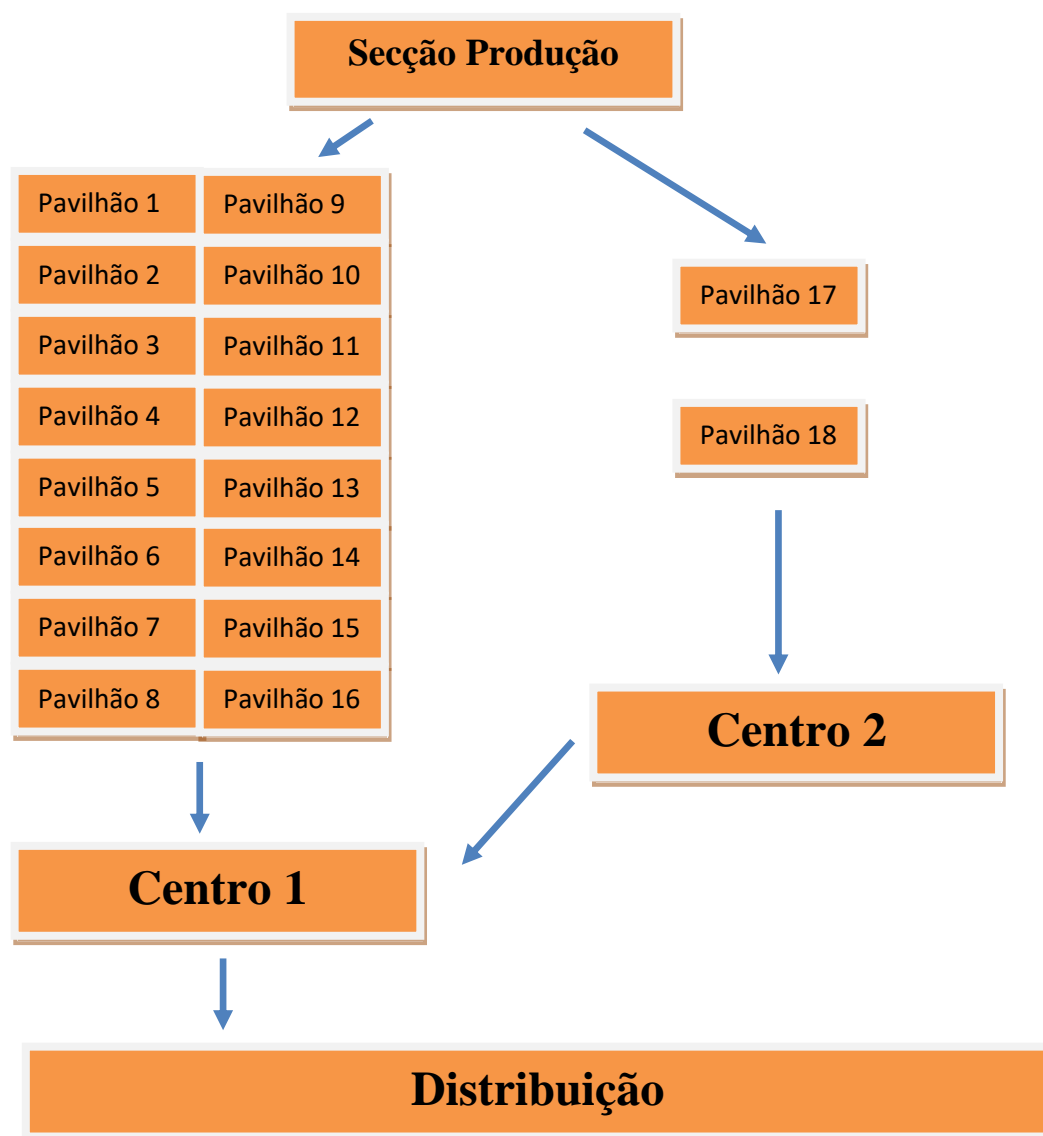 Secção Produção
Pavilhão 1
Pavilhão 9
Pavilhão 2
Pavilhão 10
Pavilhão 17
Pavilhão 3
Pavilhão 11
Pavilhão 4
Pavilhão 12
Pavilhão 18
Pavilhão 5
Pavilhão 13
Pavilhão 6
Pavilhão 14
Pavilhão 7
Pavilhão 15
Pavilhão 8
Pavilhão 16
Centro 2
Centro 1
Distribuição